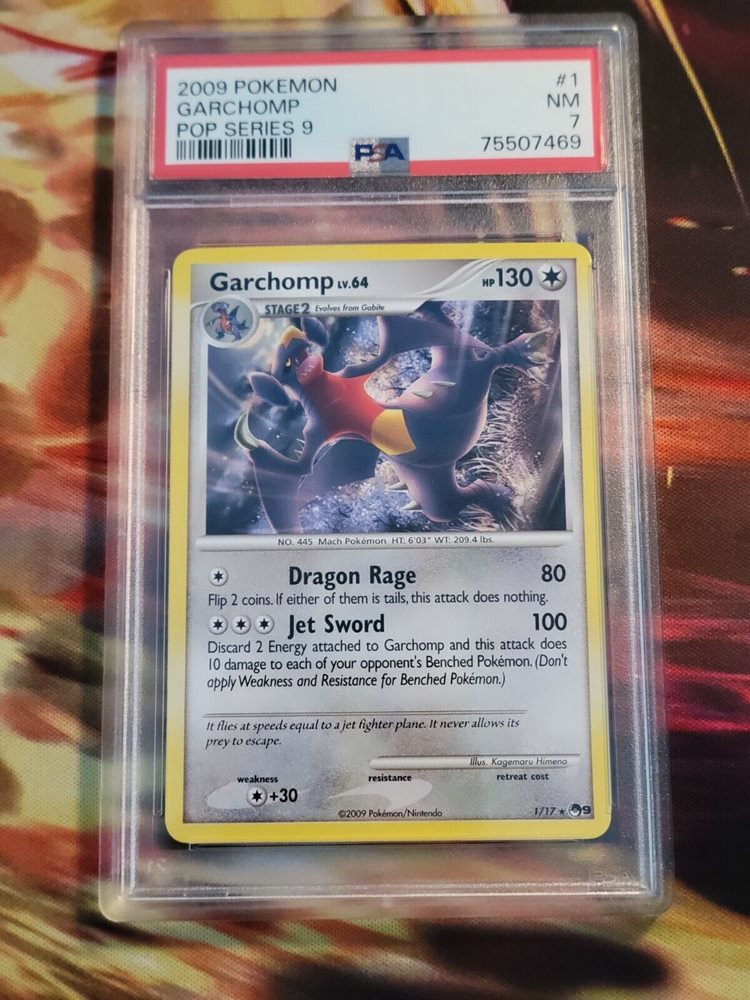 2009 POKEMON #1
GARCHOMP NM
POP SERIES 9 7
PSA 75507469
Garchomp LV.64 HP 130
STAGE2 Evolves from Gabite
NO. 445 Mach Pokémon HT: 6'03" WT: 209.4 lbs.
Dragon Rage 80
Flip 2 coins. If either of them is tails, this attack does nothing.
Jet Sword 100
Discard 2 Energy attached to Garchomp and this attack does
10 damage to each of your opponent's Benched Pokémon. (Don't
apply Weakness and Resistance for Benched Pokémon.)
It flies at speeds equal to a jet fighter plane. It never allows its
prey to escape.
Illus. Kagemaru Himeno
weakness resistance retreat cost
+30
©2009 Pokémon/Nintendo 1/17 ★ 9